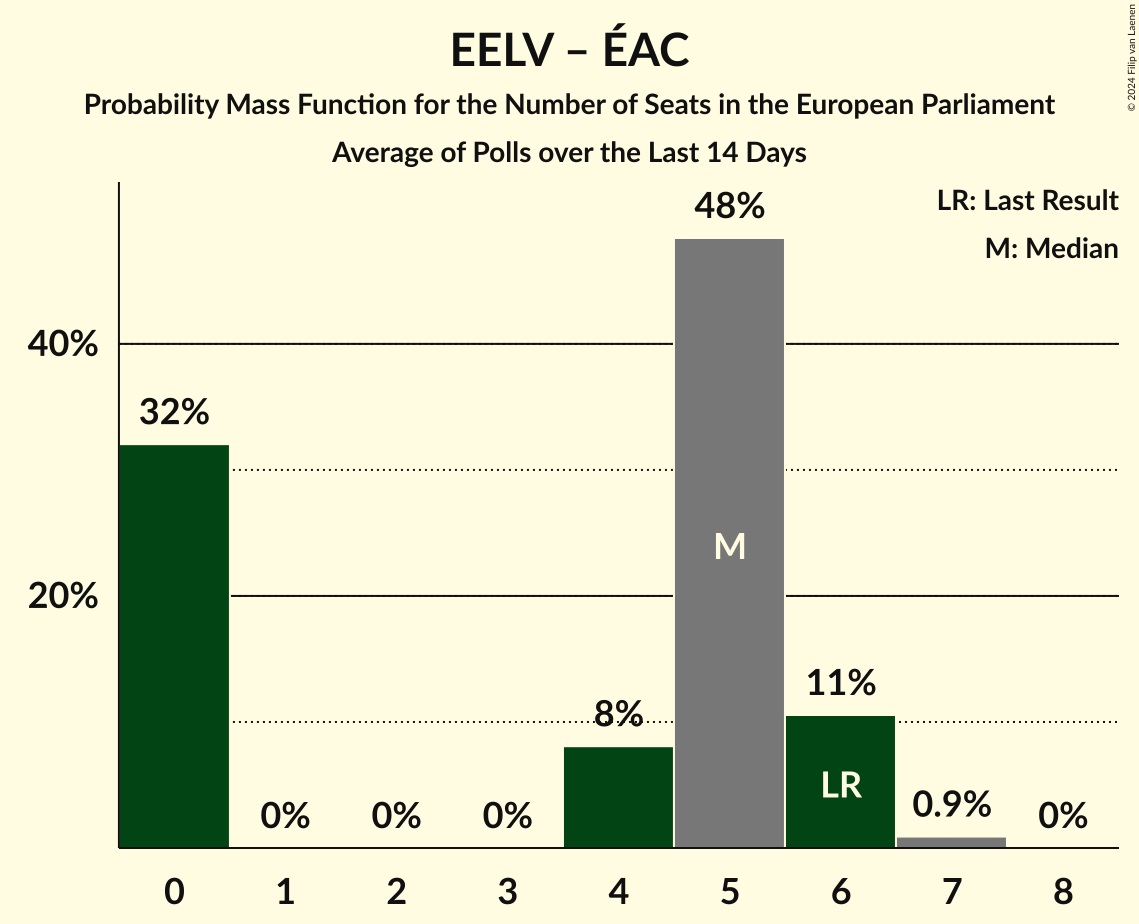 EELV – ÉAC
Probability Mass Function for the Number of Seats in the European Parliament
Average of Polls over the Last 14 Days
© 2024 Filip van Laenen
LR: Last Result
M: Median
48%
40%
32%
M
20%
11%
8%
LR
0%
0%
0%
0.9%
0%
0
1
2
3
4
5
6
7
8